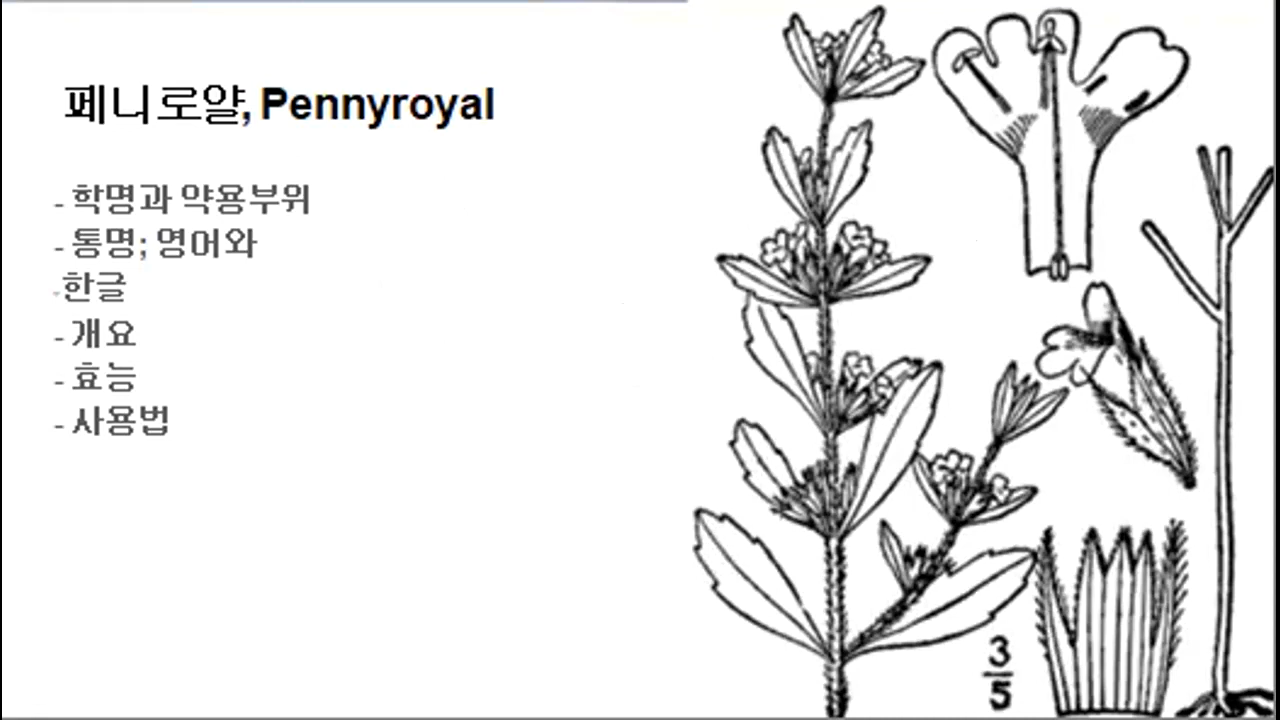 페니로얄, Pennyroyal
- 학명과 약용부위
- 통명; 영어와
-한글
- 개요
- 효능
- 사용법
3
5